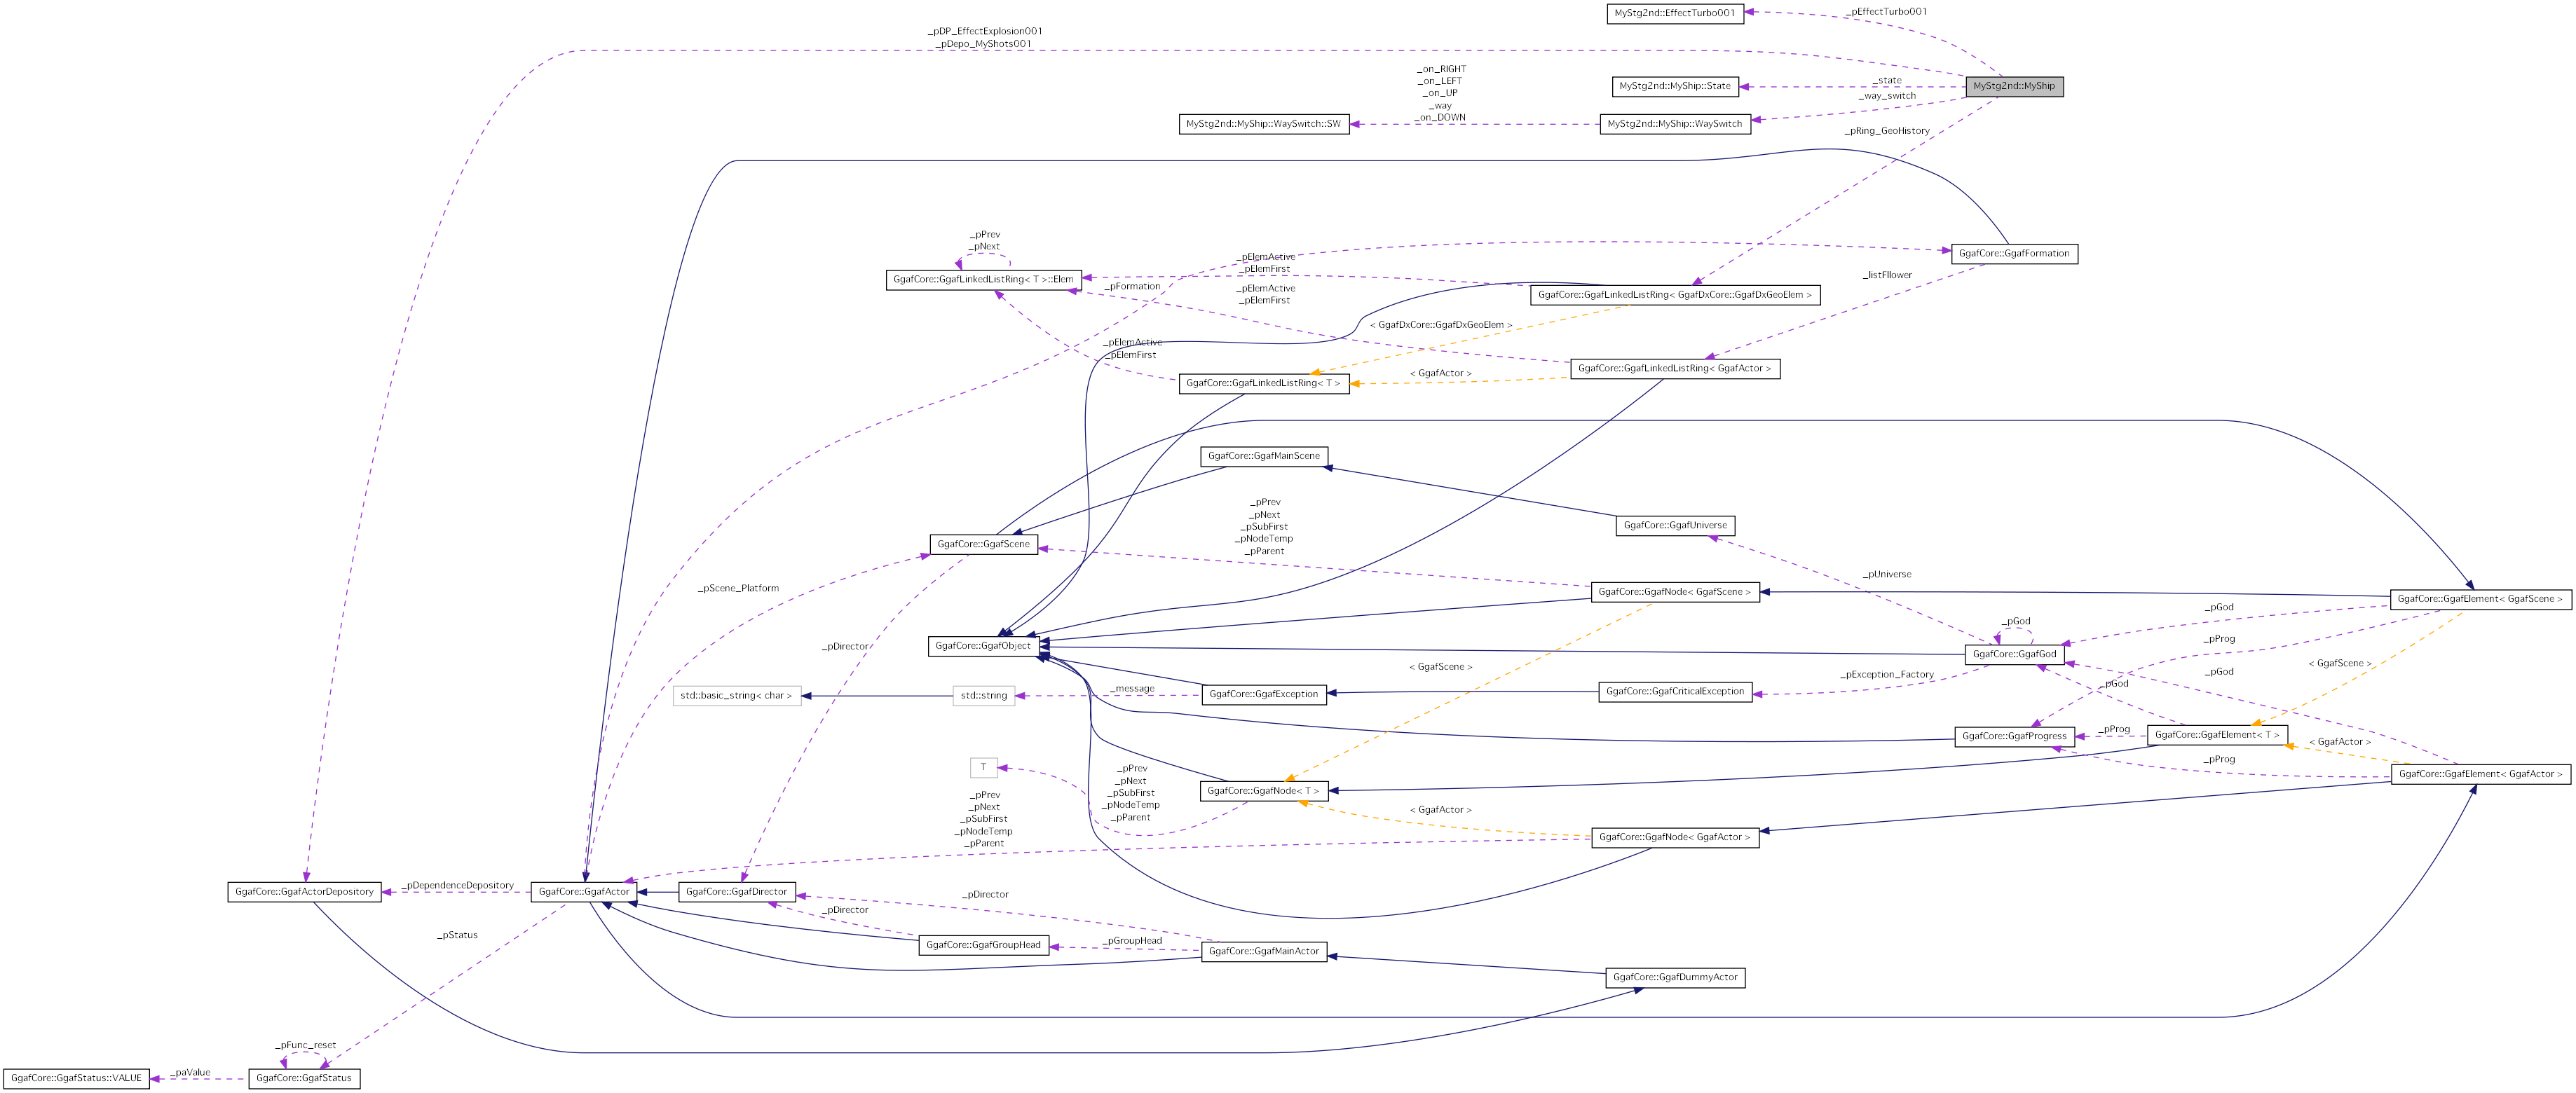 MyStg2nd::EffectTurbo001
_pEffectTurbo001
_pDP_EffectExplosion001
_pDepo_MyShots001
_on_RIGHT
_on_LEFT
_on_UP
_way
_on_DOWN
MyStg2nd::MyShip::State
_state
MyStg2nd::MyShip
_way_switch
MyStg2nd::MyShip::WaySwitch::SW
MyStg2nd::MyShip::WaySwitch
_pRing_GeoHistory
_pPrev
_pNext
GgafCore::GgafFormation
_pElemActive
_pElemFirst
GgafCore::GgafLinkedListRing< T >::Elem
_listFllower
_pFormation
_pElemActive
_pElemFirst
GgafCore::GgafLinkedListRing< GgafDxCore::GgafDxGeoElem >
< GgafDxCore::GgafDxGeoElem >
_pElemActive
_pElemFirst
GgafCore::GgafLinkedListRing< GgafActor >
< GgafActor >
GgafCore::GgafLinkedListRing< T >
GgafCore::GgafMainScene
_pPrev
_pNext
_pSubFirst
_pNodeTemp
_pParent
GgafCore::GgafUniverse
GgafCore::GgafScene
_pScene_Platform
_pUniverse
GgafCore::GgafNode< GgafScene >
GgafCore::GgafElement< GgafScene >
_pGod
_pGod
_pProg
GgafCore::GgafObject
_pDirector
GgafCore::GgafGod
< GgafScene >
< GgafScene >
_pGod
_pException_Factory
_pGod
std::basic_string< char >
std::string
_message
GgafCore::GgafException
GgafCore::GgafCriticalException
_pProg
GgafCore::GgafProgress
GgafCore::GgafElement< T >
< GgafActor >
_pProg
T
_pPrev
_pNext
_pSubFirst
_pNodeTemp
_pParent
GgafCore::GgafElement< GgafActor >
GgafCore::GgafNode< T >
_pPrev
_pNext
_pSubFirst
_pNodeTemp
_pParent
< GgafActor >
GgafCore::GgafNode< GgafActor >
GgafCore::GgafActorDepository
_pDependenceDepository
GgafCore::GgafActor
GgafCore::GgafDirector
_pDirector
_pDirector
_pStatus
GgafCore::GgafGroupHead
_pGroupHead
GgafCore::GgafMainActor
GgafCore::GgafDummyActor
_pFunc_reset
GgafCore::GgafStatus::VALUE
_paValue
GgafCore::GgafStatus